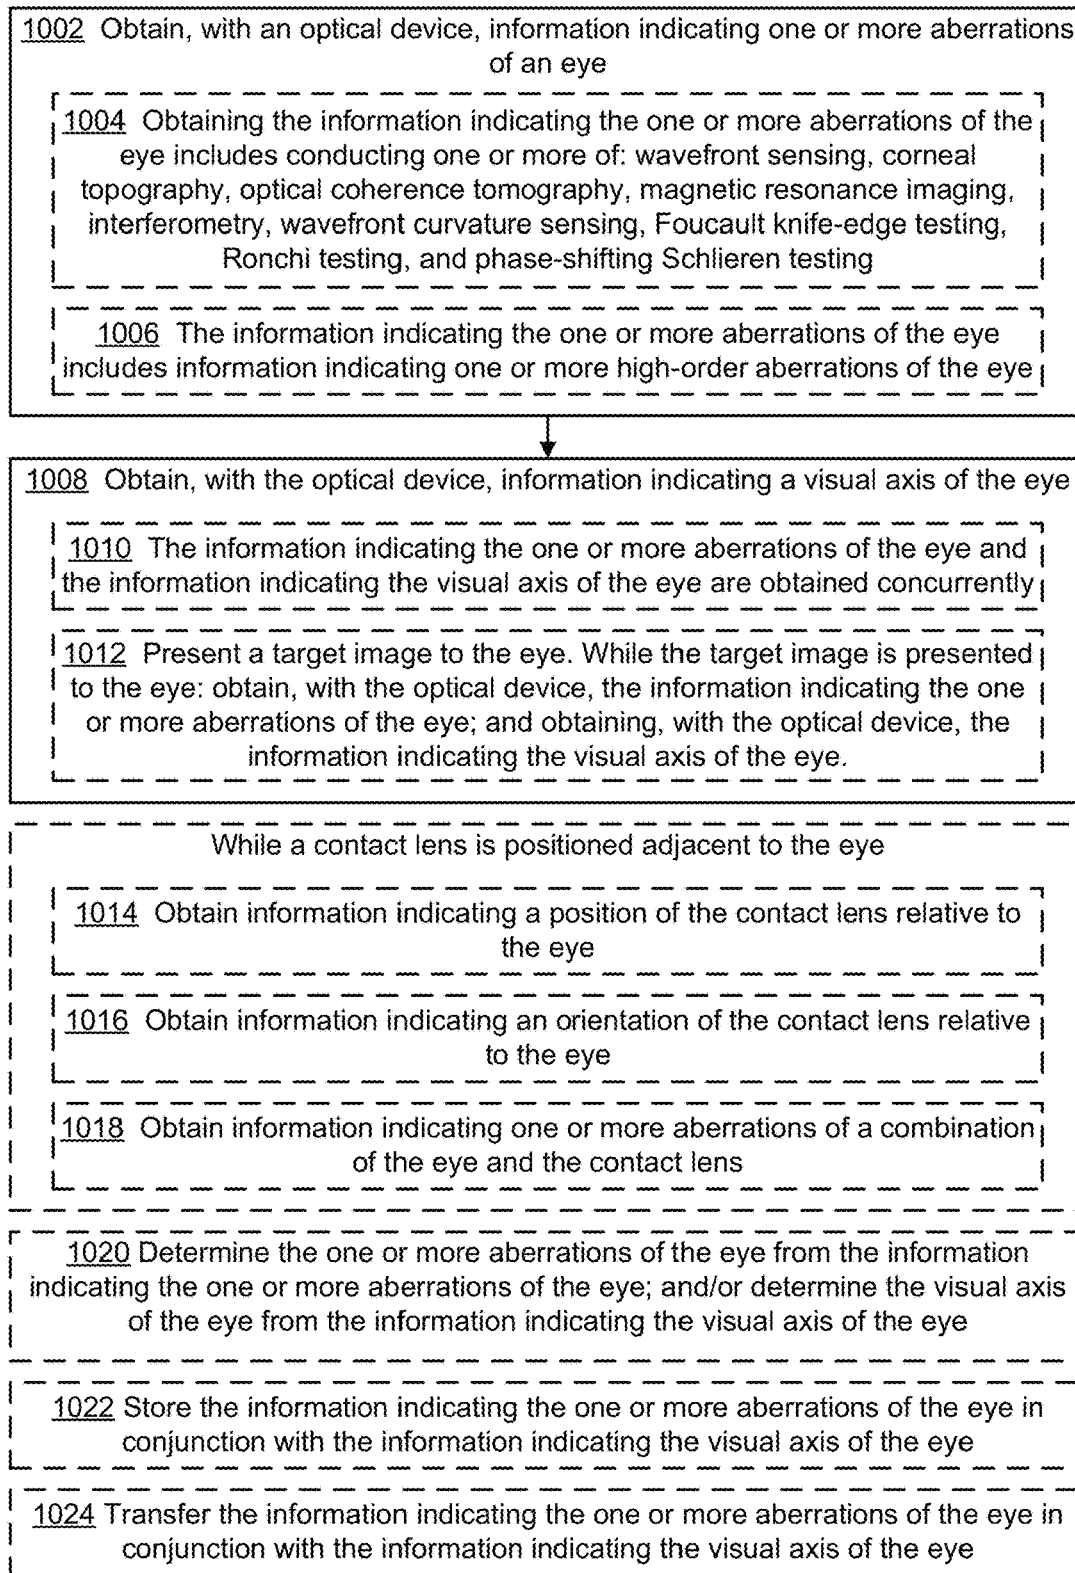 1002 Obtain, with an optical device, information indicating one or more aberrations
of an eye
1004 Obtaining the information indicating the one or more aberrations of the
eye includes conducting one or more of: wavefront sensing, corneal
topography, optical coherence tomography, magnetic resonance imaging,
interferometry, wavefront curvature sensing, Foucault knife-edge testing,
Ronchi testing, and phase-shifting Schlieren testing
1006 The information indicating the one or more aberrations of the eye
includes information indicating one or more high-order aberrations of the eye
1008 Obtain, with the optical device, information indicating a visual axis of the eye
1010 The information indicating the one or more aberrations of the eye and
the information indicating the visual axis of the eye are obtained concurrently
1012 Present a target image to the eye. While the target image is presented
to the eye: obtain, with the optical device, the information indicating the one
or more aberrations of the eye; and obtaining, with the optical device, the
information indicating the visual axis of the eye.
While a contact lens is positioned adjacent to the eye
1014 Obtain information indicating a position of the contact lens relative to
the eye
1016 Obtain information indicating an orientation of the contact lens relative
to the eye
1018 Obtain information indicating one or more aberrations of a combination
of the eye and the contact lens
1020 Determine the one or more aberrations of the eye from the information
indicating the one or more aberrations of the eye; and/or determine the visual axis
of the eye from the information indicating the visual axis of the eye
1022 Store the information indicating the one or more aberrations of the eye in
conjunction with the information indicating the visual axis of the eye
1024 Transfer the information indicating the one or more aberrations of the eye in
conjunction with the information indicating the visual axis of the eye